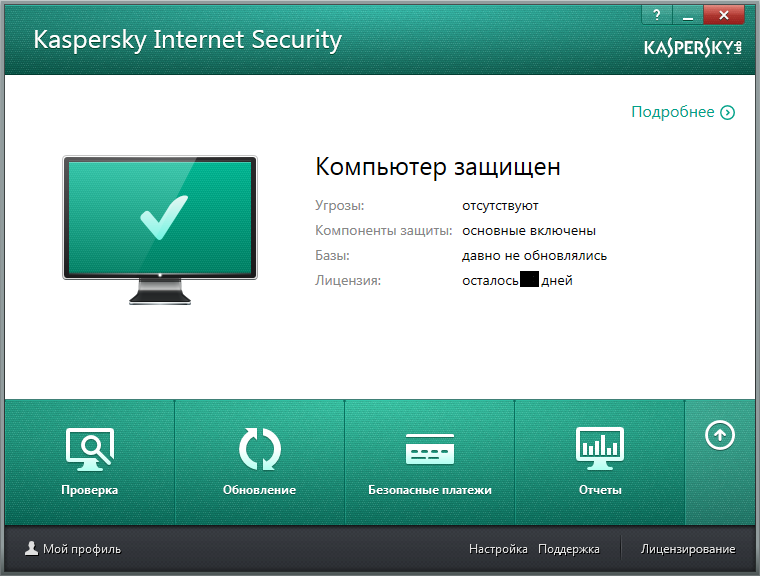 ?
Kaspersky Internet Security
KASPERSKY lab
Подробнее
Компьютер защищен
Угрозы: отсутствуют
Компоненты защиты: основные включены
Базы: давно не обновлялись
Лицензия: осталось дней
Проверка Обновление Безопасные платежи Отчеты
Мой профиль Настройка Поддержка Лицензирование